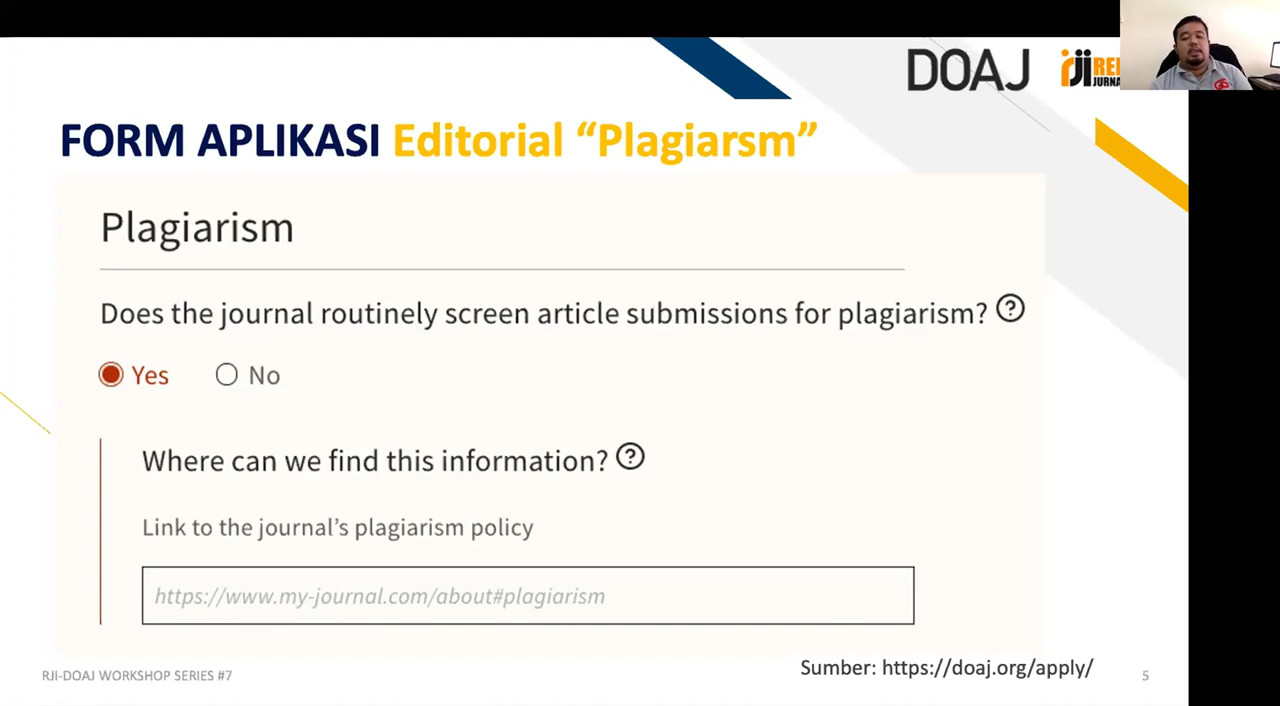 DOAJ
rji
JURNA
FORM APLIKASI Editorial “Plagiarsm”
Plagiarism
Does the journal routinely screen article submissions for plagiarism? ?
Yes No
Where can we find this information? ?
Link to the journal’s plagiarism policy
https://www.my-journal.com/about#plagiarism
Sumber: https://doaj.org/apply/
RJI-DOAJ WORKSHOP SERIES #7
5